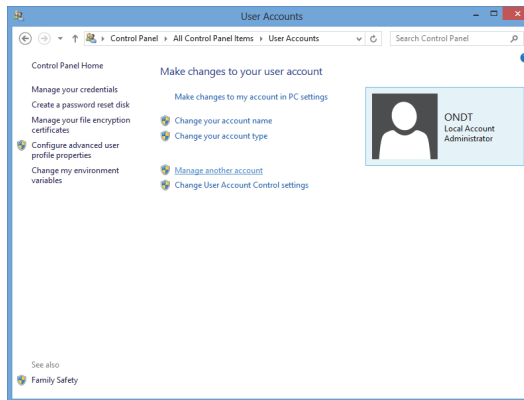 User Accounts
Control Panel ▸ All Control Panel Items ▸ User Accounts
Search Control Panel
Control Panel Home
Manage your credentials
Create a password reset disk
Manage your file encryption
certificates
Configure advanced user
profile properties
Change my environment
variables
Make changes to your user account
Make changes to my account in PC settings
Change your account name
Change your account type
Manage another account
Change User Account Control settings
ONDT
Local Account
Administrator
See also
Family Safety